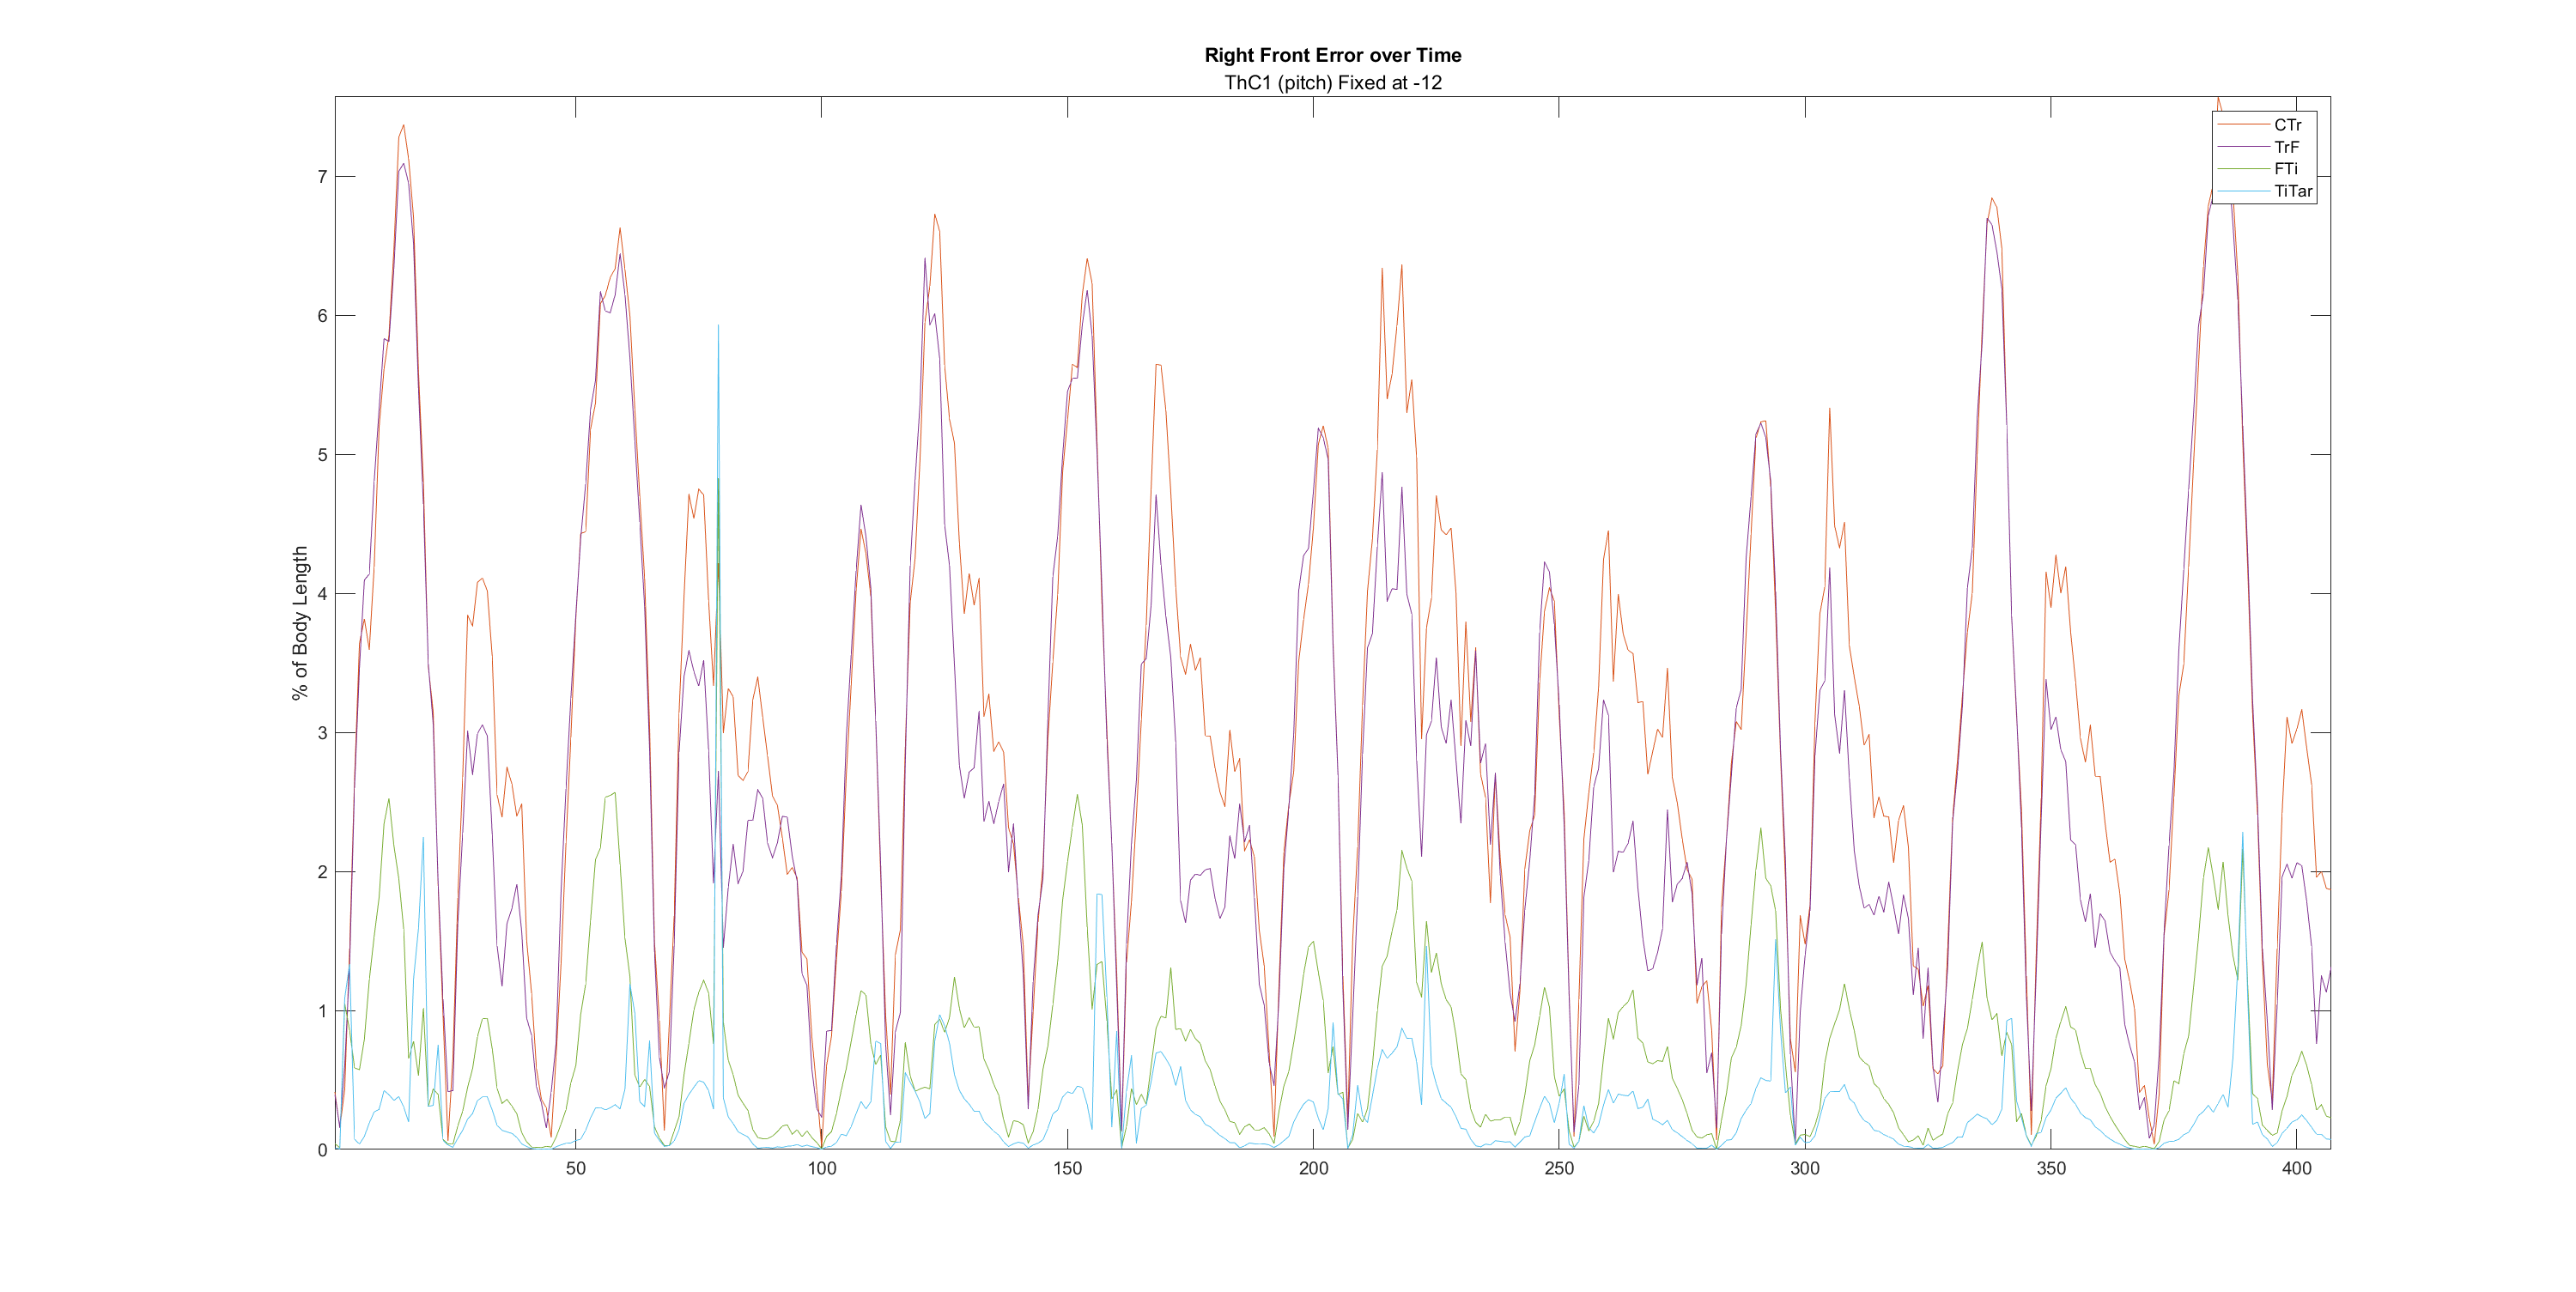 Right Front Error over Time
ThC1 (pitch) Fixed at -12
CTr
TrF
FTi
TiTar
% of Body Length
7
6
5
4
3
2
1
0
50 100 150 200 250 300 350 400